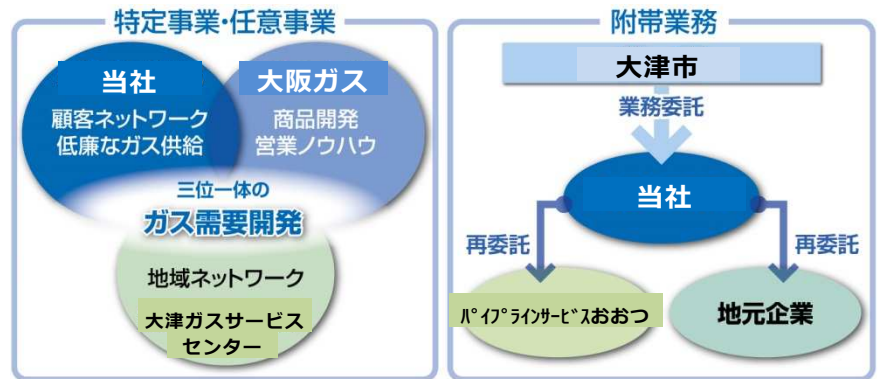 特定事業・任意事業
当社
顧客ネットワーク
低廉なガス供給
大阪ガス
商品開発
営業ノウハウ
三位一体の
ガス需要開発
地域ネットワーク
大津ガスサービス
センター
附帯業務
大津市
業務委託
当社
再委託
再委託
ﾊﾟｲﾌﾟﾗｲﾝｻｰﾋﾞｽおおつ
地元企業